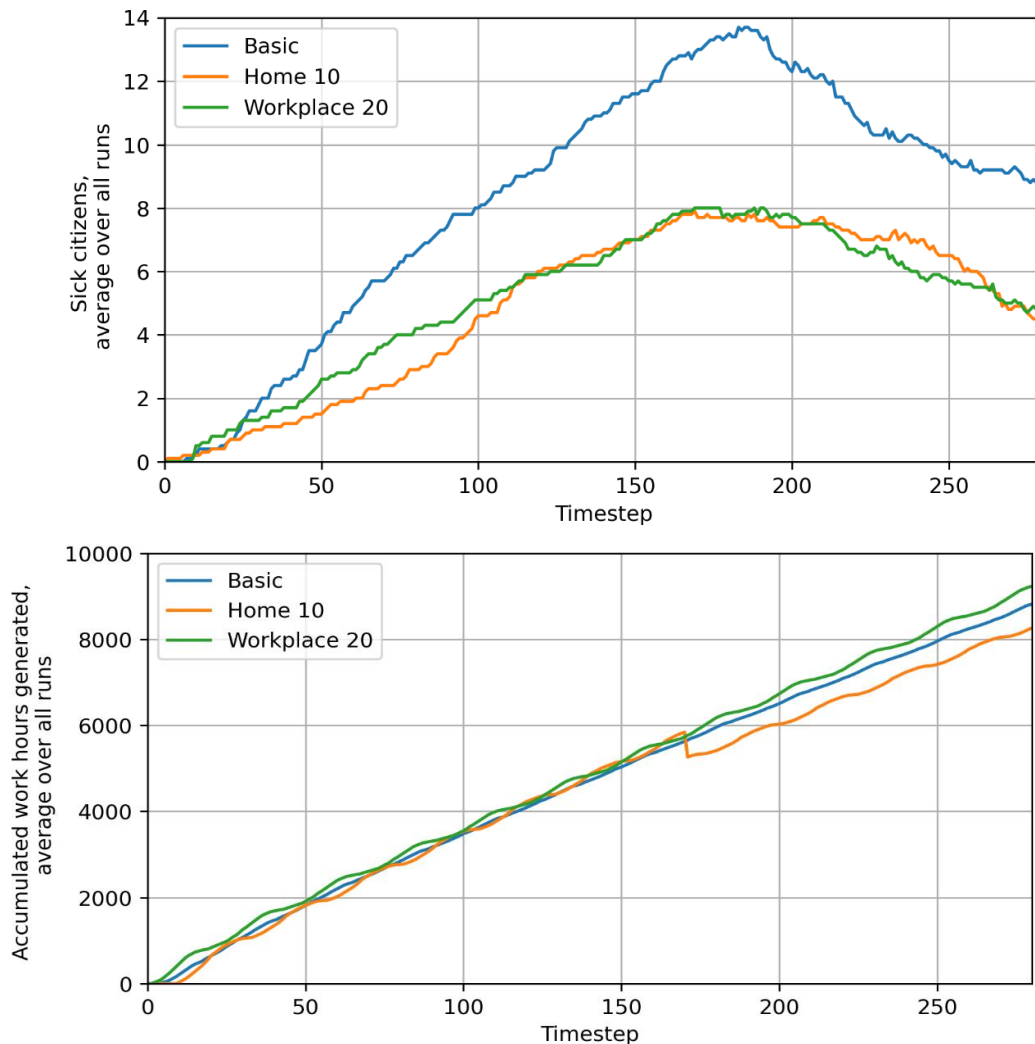 14
12
10
8
6
4
2
0
Sick citizens,
average over all runs
Basic
Home 10
Workplace 20
0 50 100 150 200 250
Timestep
10000
8000
6000
4000
2000
0
Accumulated work hours generated,
average over all runs
Basic
Home 10
Workplace 20
0 50 100 150 200 250
Timestep